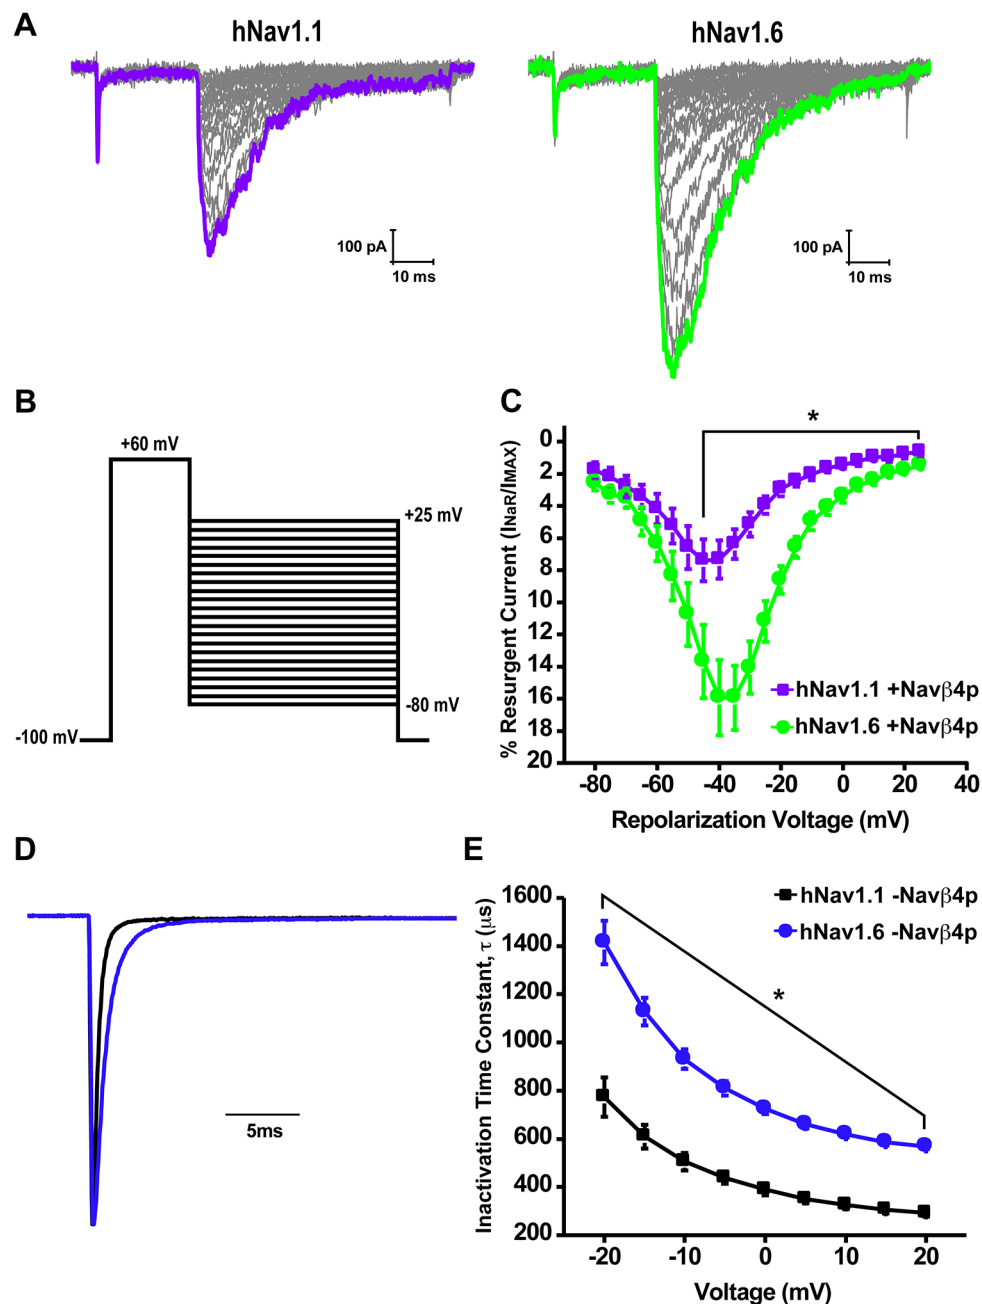 A
hNav1.1
hNav1.6
100 pA
10 ms
100 pA
10 ms
B
+60 mV
+25 mV
-80 mV
-100 mV
C
*
% Resurgent Current (INaR/IMAX)
0
2
4
6
8
10
12
14
16
18
20
hNav1.1 +Navβ4p
hNav1.6 +Navβ4p
-80 -60 -40 -20 0 20 40
Repolarization Voltage (mV)
D
5ms
E
Inactivation Time Constant, τ (μs)
1600
1400
1200
1000
800
600
400
200
hNav1.1 -Navβ4p
hNav1.6 -Navβ4p
*
-20 -10 0 10 20
Voltage (mV)